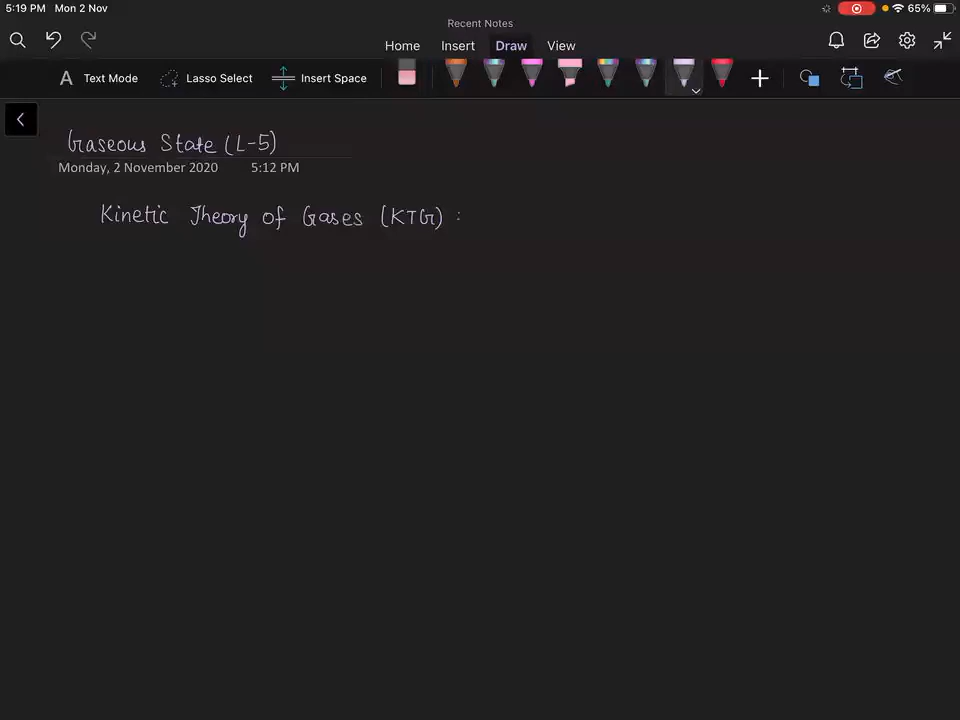 5:19 PM Mon 2 Nov
65%
Recent Notes
Home Insert Draw View
A Text Mode Lasso Select Insert Space
Gaseous State (L-5)
Monday, 2 November 2020 5:12 PM
Kinetic Theory of Gases (KTG) :